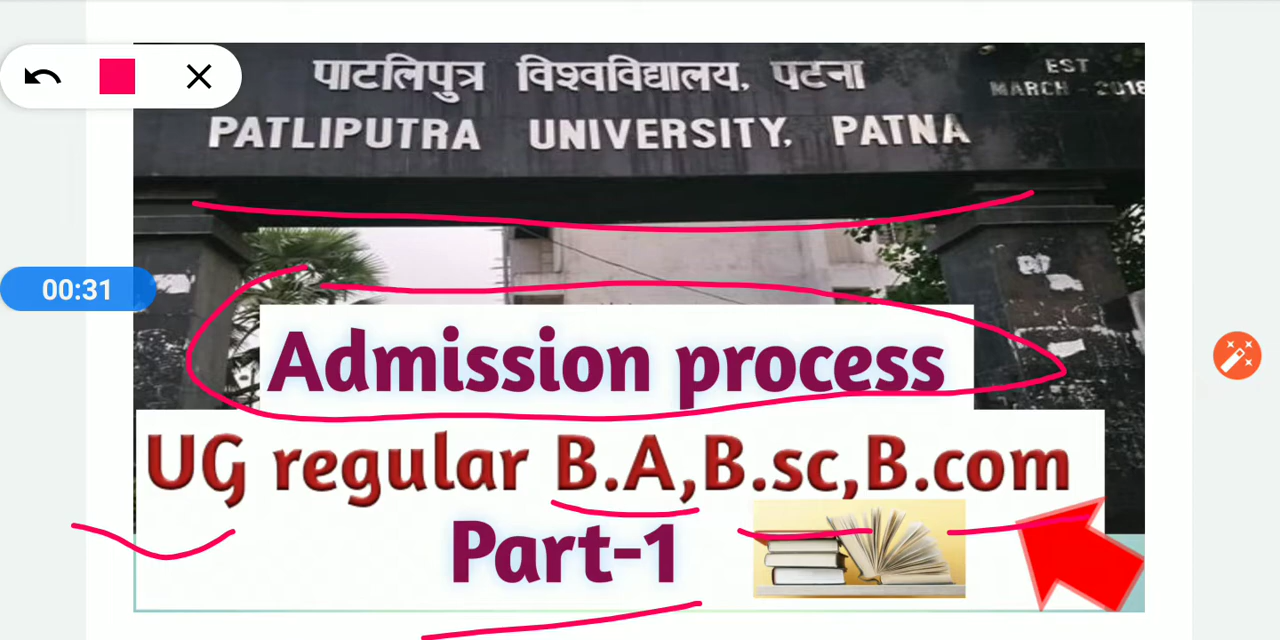 पाटलिपुत्र विश्वविद्यालय, पटना
EST
MARCH - 2018
PATLIPUTRA UNIVERSITY, PATNA
00:31
Admission process
UG regular B.A,B.sc,B.com
Part-1